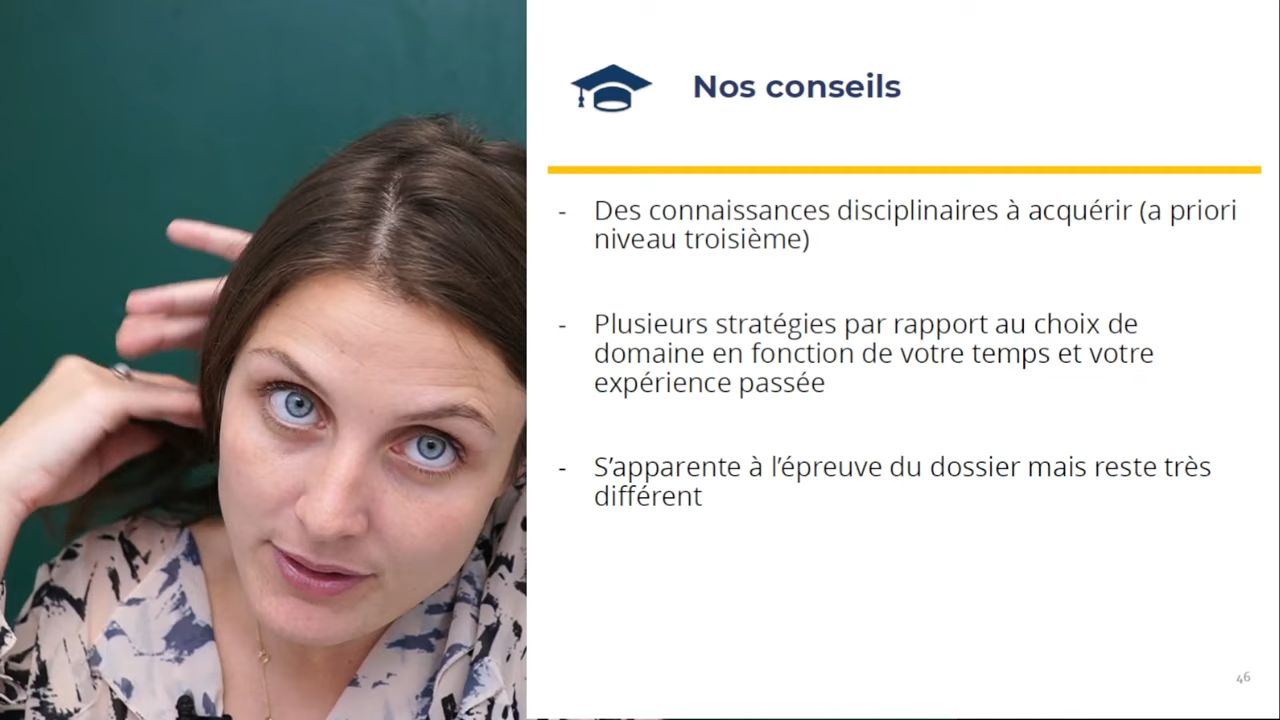 Nos conseils
- Des connaissances disciplinaires à acquérir (a priori
niveau troisième)
- Plusieurs stratégies par rapport au choix de
domaine en fonction de votre temps et votre
expérience passée
- S’apparente à l’épreuve du dossier mais reste très
différent
46